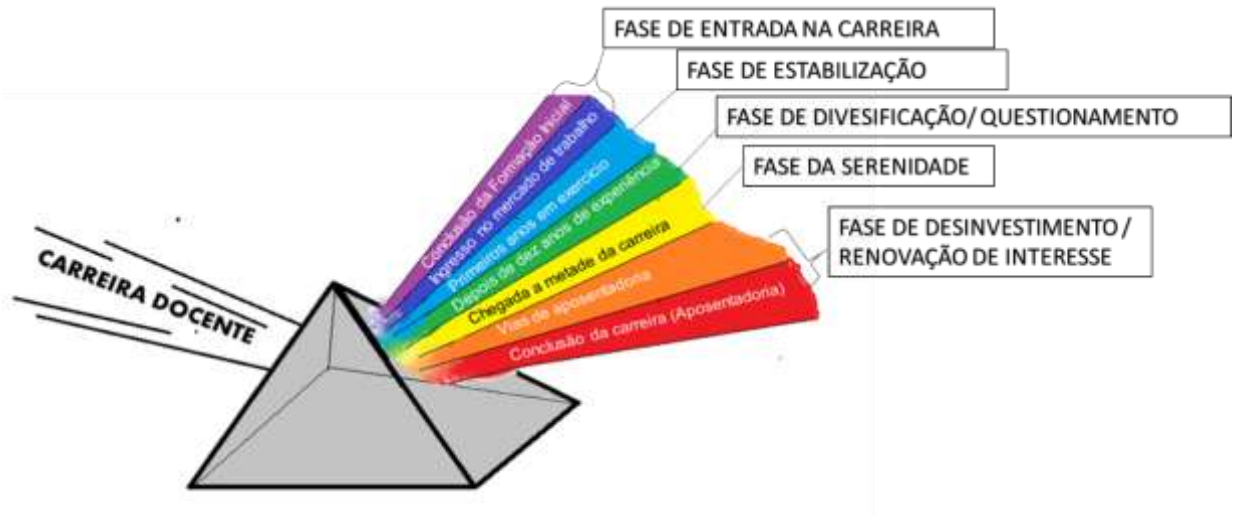 FASE DE ENTRADA NA CARREIRA
FASE DE ESTABILIZAÇÃO
FASE DE DIVESIFICAÇÃO/ QUESTIONAMENTO
FASE DA SERENIDADE
FASE DE DESINVESTIMENTO /
RENOVAÇÃO DE INTERESSE
CARREIRA DOCENTE
Conclusão da Formação Inicial
Ingresso no mercado de trabalho
Primeiros anos em exercício
Depois de dez anos de experiência
Chegada a metade da carreira
Vias de aposentadoria
Conclusão da carreira (Aposentadoria)